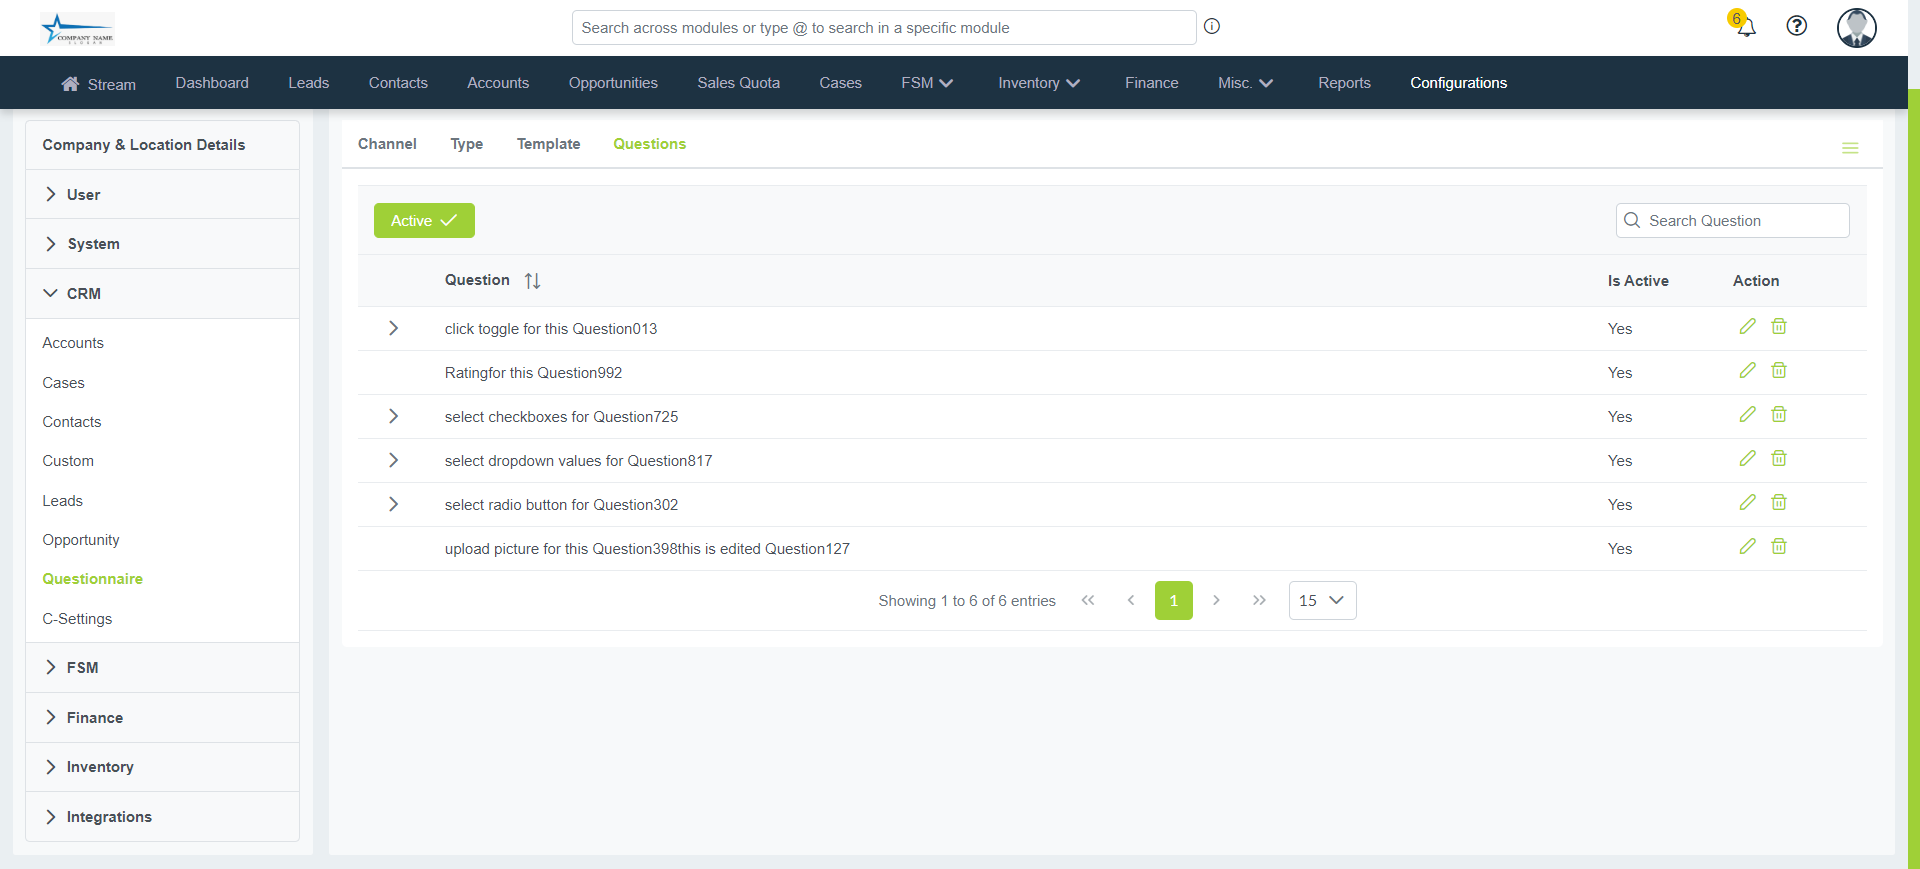 COMPANY NAME
Search across modules or type @ to search in a specific module
6
Stream
Dashboard
Leads
Contacts
Accounts
Opportunities
Sales Quota
Cases
FSM
Inventory
Finance
Misc.
Reports
Configurations
Company & Location Details
User
System
CRM
Accounts
Cases
Contacts
Custom
Leads
Opportunity
Questionnaire
C-Settings
FSM
Finance
Inventory
Integrations
Channel
Type
Template
Questions
Active
Search Question
Question
Is Active
Action
click toggle for this Question013
Yes
Ratingfor this Question992
Yes
select checkboxes for Question725
Yes
select dropdown values for Question817
Yes
select radio button for Question302
Yes
upload picture for this Question398this is edited Question127
Yes
Showing 1 to 6 of 6 entries
1
15